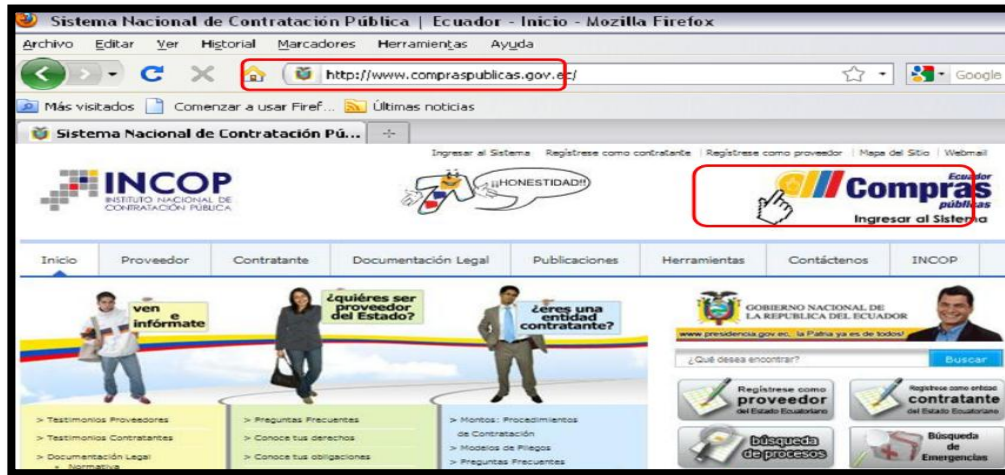 Sistema Nacional de Contratación Pública | Ecuador - Inicio - Mozilla Firefox
Archivo Editar Ver Historial Marcadores Herramientas Ayuda
http://www.compraspublicas.gov.ec/
Google
Más visitados Comenzar a usar Firef... Últimas noticias
Sistema Nacional de Contratación Pú...
Ingresar al Sistema Regístrese como contratante Regístrese como proveedor Mapa del Sitio Webmail
INCOP
INSTITUTO NACIONAL DE
CONTRATACIÓN PÚBLICA
¡¡HONESTIDAD!!
Ecuador
Compras
públicas
Ingresar al Sistema
Inicio Proveedor Contratante Documentación Legal Publicaciones Herramientas Contáctenos INCOP
ven
e
infórmate
¿quiéres ser
proveedor
del Estado?
¿eres una
entidad
contratante?
GOBIERNO NACIONAL DE
LA REPUBLICA DEL ECUADOR
www.presidencia.gov.ec, la Patria ya es de todos!
¿Qué desea encontrar? Buscar
Regístrese como
proveedor
del Estado Ecuatoriano
Regístrese como entidad
contratante
del Estado Ecuatoriano
búsqueda
de procesos
Búsqueda
de
Emergencias
> Testimonios Proveedores
> Testimonios Contratantes
> Documentación Legal
Normativa
> Preguntas Frecuentes
> Conoce tus derechos
> Conoce tus obligaciones
> Montos: Procedimientos
de Contratación
> Modelos de Pliegos
> Preguntas Frecuentes